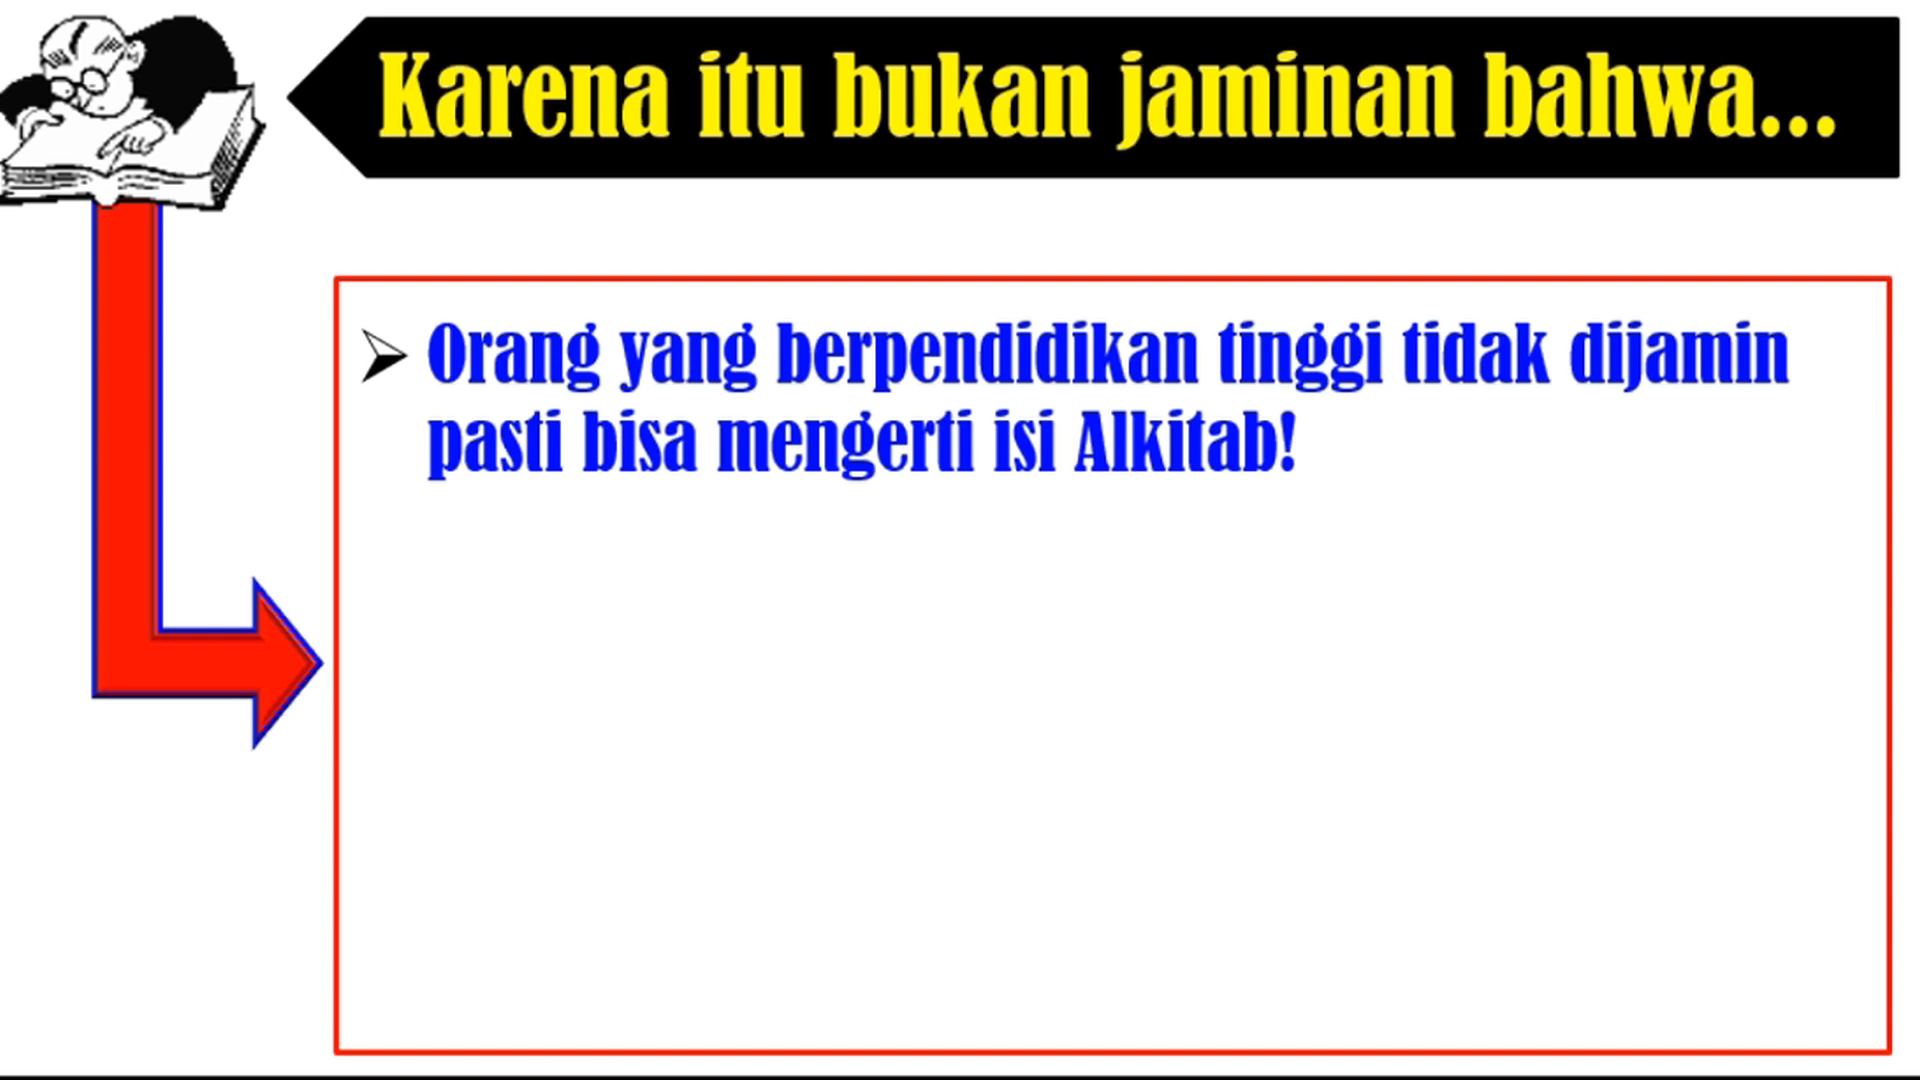 Karena itu bukan jaminan bahwa...
Orang yang berpendidikan tinggi tidak dijamin
pasti bisa mengerti isi Alkitab!